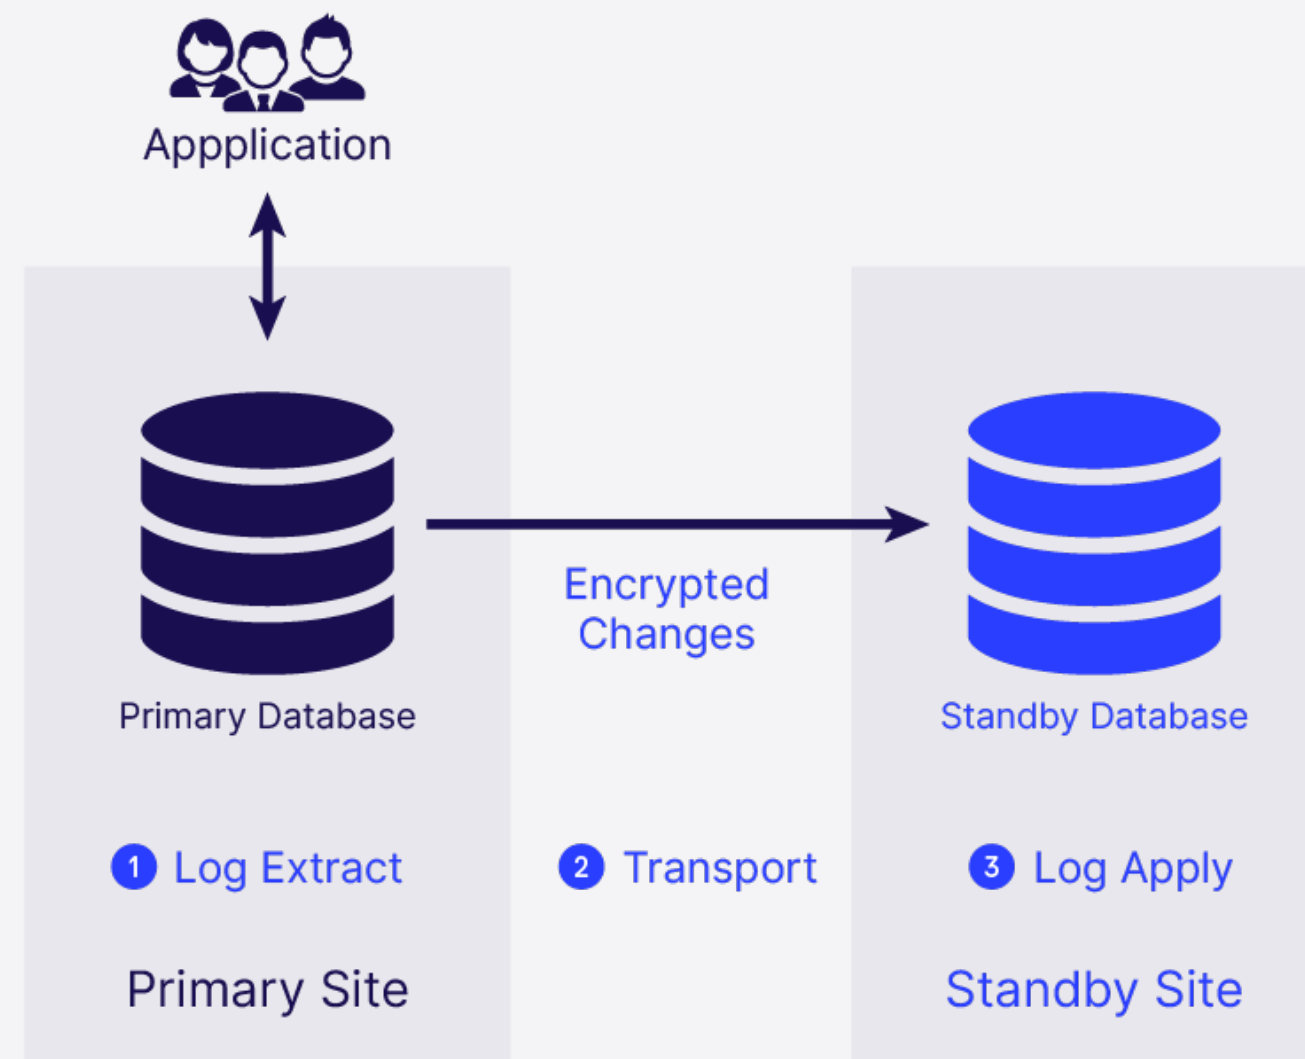 Appplication
Encrypted
Changes
Primary Database
Standby Database
1 Log Extract
2 Transport
3 Log Apply
Primary Site
Standby Site